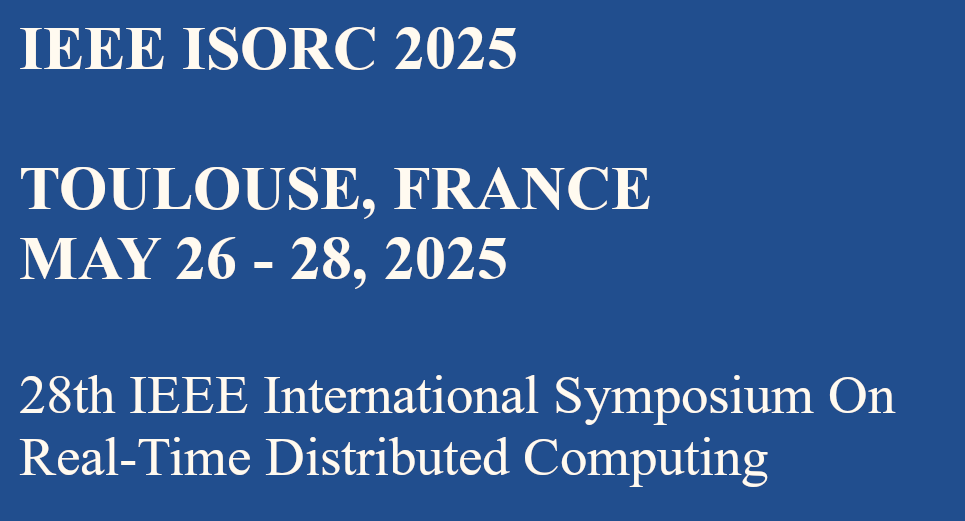 IEEE ISORC 2025
TOULOUSE, FRANCE
MAY 26 - 28, 2025
28th IEEE International Symposium On
Real-Time Distributed Computing